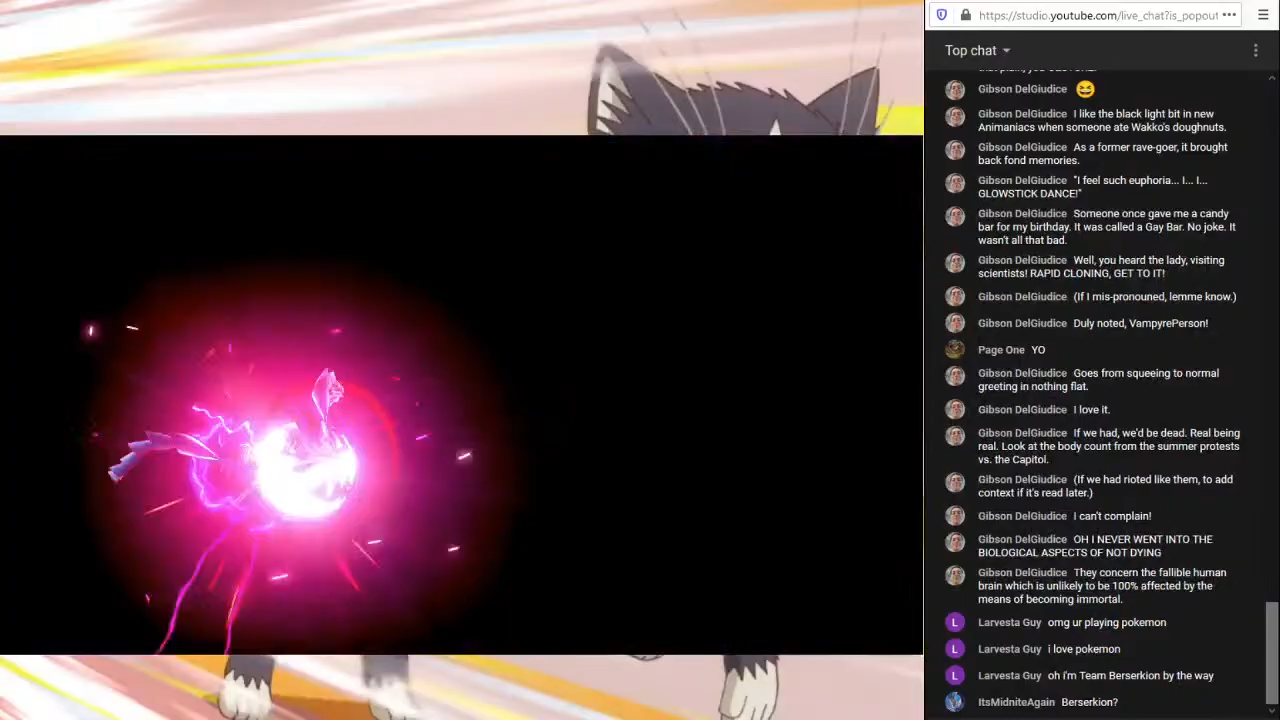 https://studio.youtube.com/live_chat?is_popout
Top chat
Gibson DelGiudice 😆
Gibson DelGiudice I like the black light bit in new
Animaniacs when someone ate Wakko's doughnuts.
Gibson DelGiudice As a former rave-goer, it brought
back fond memories.
Gibson DelGiudice "I feel such euphoria... I... I...
GLOWSTICK DANCE!"
Gibson DelGiudice Someone once gave me a candy
bar for my birthday. It was called a Gay Bar. No joke. It
wasn't all that bad.
Gibson DelGiudice Well, you heard the lady, visiting
scientists! RAPID CLONING, GET TO IT!
Gibson DelGiudice (If I mis-pronouned, lemme know.)
Gibson DelGiudice Duly noted, VampyrePerson!
Page One YO
Gibson DelGiudice Goes from squeeing to normal
greeting in nothing flat.
Gibson DelGiudice I love it.
Gibson DelGiudice If we had, we'd be dead. Real being
real. Look at the body count from the summer protests
vs. the Capitol.
Gibson DelGiudice (If we had rioted like them, to add
context if it's read later.)
Gibson DelGiudice I can't complain!
Gibson DelGiudice OH I NEVER WENT INTO THE
BIOLOGICAL ASPECTS OF NOT DYING
Gibson DelGiudice They concern the fallible human
brain which is unlikely to be 100% affected by the
means of becoming immortal.
L Larvesta Guy omg ur playing pokemon
L Larvesta Guy i love pokemon
L Larvesta Guy oh i'm Team Berserkion by the way
ItsMidniteAgain Berserkion?